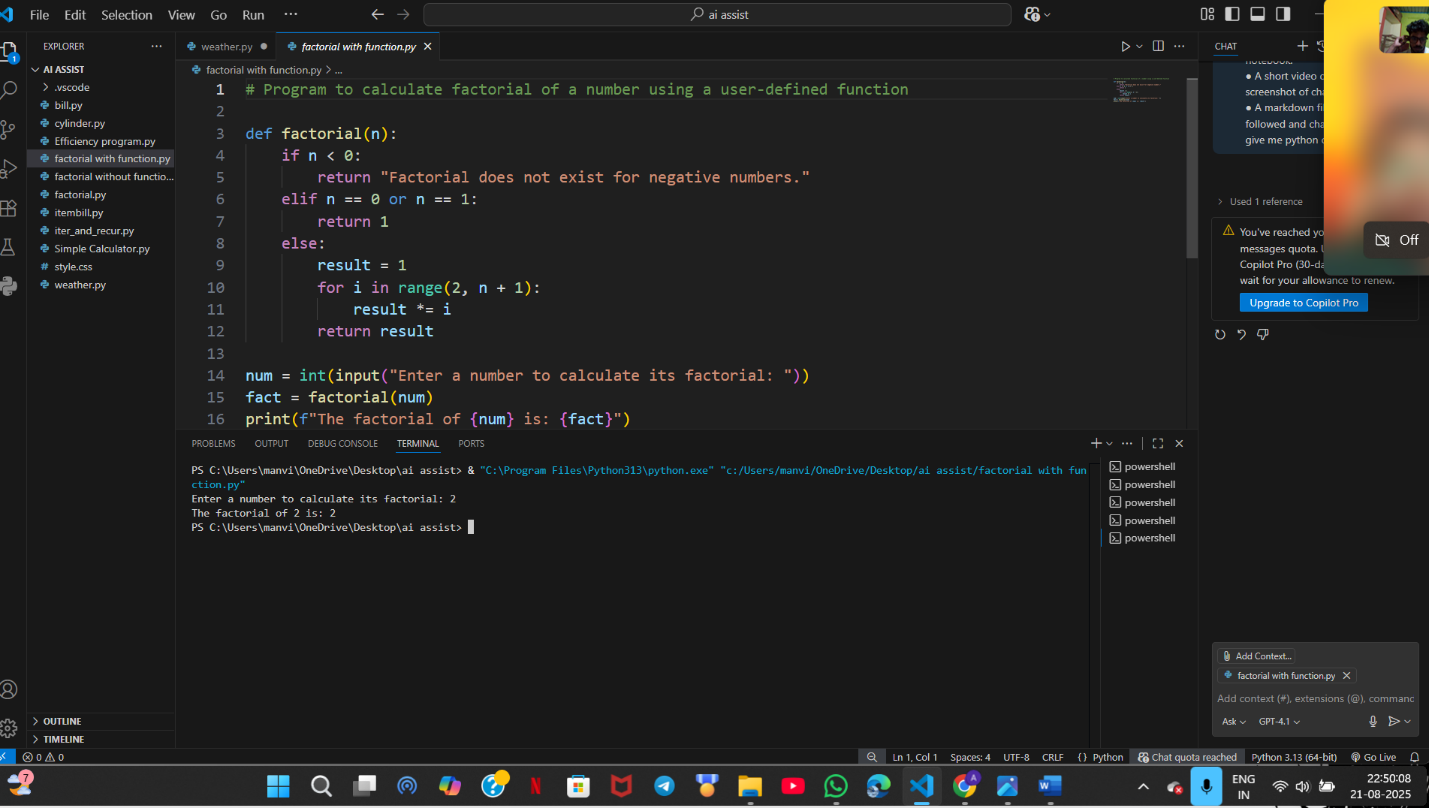 File Edit Selection View Go Run ··· ai assist
EXPLORER ···
AI ASSIST
.vscode
bill.py
cylinder.py
Efficiency program.py
factorial with function.py
factorial without functio...
factorial.py
itembill.py
iter_and_recur.py
Simple Calculator.py
# style.css
weather.py
OUTLINE
TIMELINE
weather.py factorial with function.py
factorial with function.py > ...
1 # Program to calculate factorial of a number using a user-defined function
2
3 def factorial(n):
4 if n < 0:
5 return "Factorial does not exist for negative numbers."
6 elif n == 0 or n == 1:
7 return 1
8 else:
9 result = 1
10 for i in range(2, n + 1):
11 result *= i
12 return result
13
14 num = int(input("Enter a number to calculate its factorial: "))
15 fact = factorial(num)
16 print(f"The factorial of {num} is: {fact}")
PROBLEMS OUTPUT DEBUG CONSOLE TERMINAL PORTS
PS C:\Users\manvi\OneDrive\Desktop\ai assist> & "C:\Program Files\Python313\python.exe" "c:/Users/manvi/OneDrive/Desktop/ai assist/factorial with fun
ction.py"
Enter a number to calculate its factorial: 2
The factorial of 2 is: 2
PS C:\Users\manvi\OneDrive\Desktop\ai assist>
powershell
powershell
powershell
powershell
powershell
CHAT
notebook.
● A short video
screenshot of
● A markdown
followed and
give me python
Used 1 reference
You've reached
messages quota.
Copilot Pro
wait for your allowance to renew.
Upgrade to Copilot Pro
Off
Add Context...
factorial with function.py
Add context (#), extensions (@),
Ask GPT-4.1
0 0 Ln 1, Col 1 Spaces: 4 UTF-8 CRLF {} Python Chat quota reached Python 3.13 (64-bit) Go Live
7
1
ENG
IN
22:50:08
21-08-2025